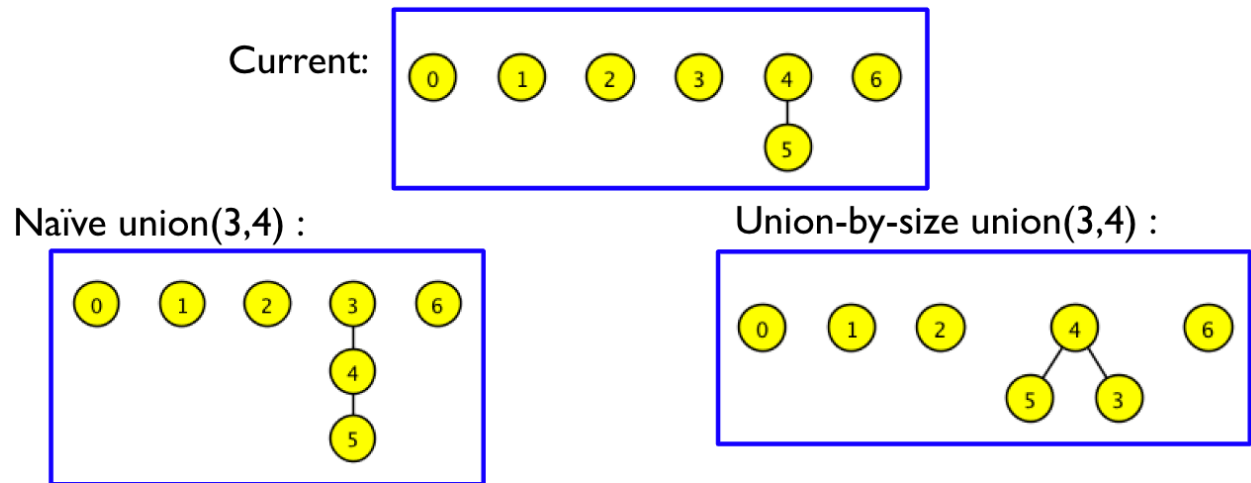 Current:
0 1 2 3 4 6
5
Naïve union(3,4) :
0 1 2 3 6
4
5
Union-by-size union(3,4) :
0 1 2 4 6
5 3